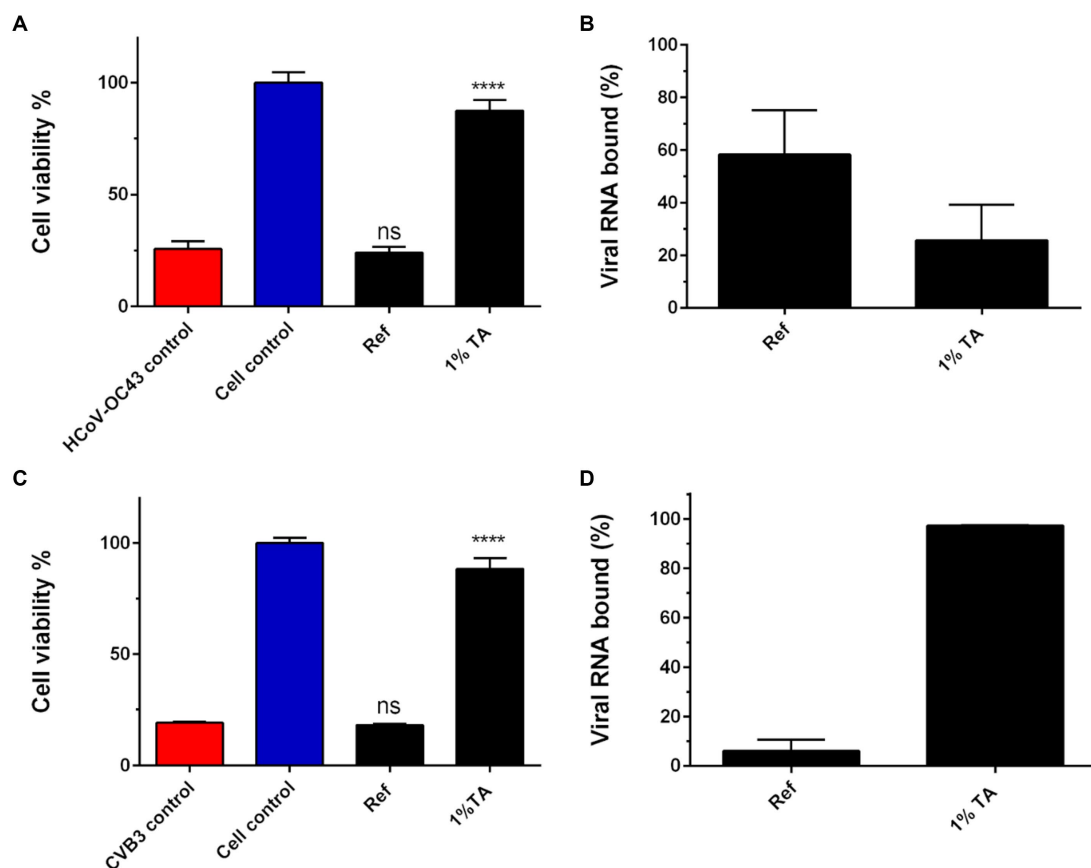 A
Cell viability %
100
50
0
ns
****
HCoV-OC43 control
Cell control
Ref
1% TA
B
Viral RNA bound (%)
100
80
60
40
20
0
Ref
1% TA
C
Cell viability %
100
50
0
ns
****
CVB3 control
Cell control
Ref
1%TA
D
Viral RNA bound (%)
100
80
60
40
20
0
Ref
1% TA